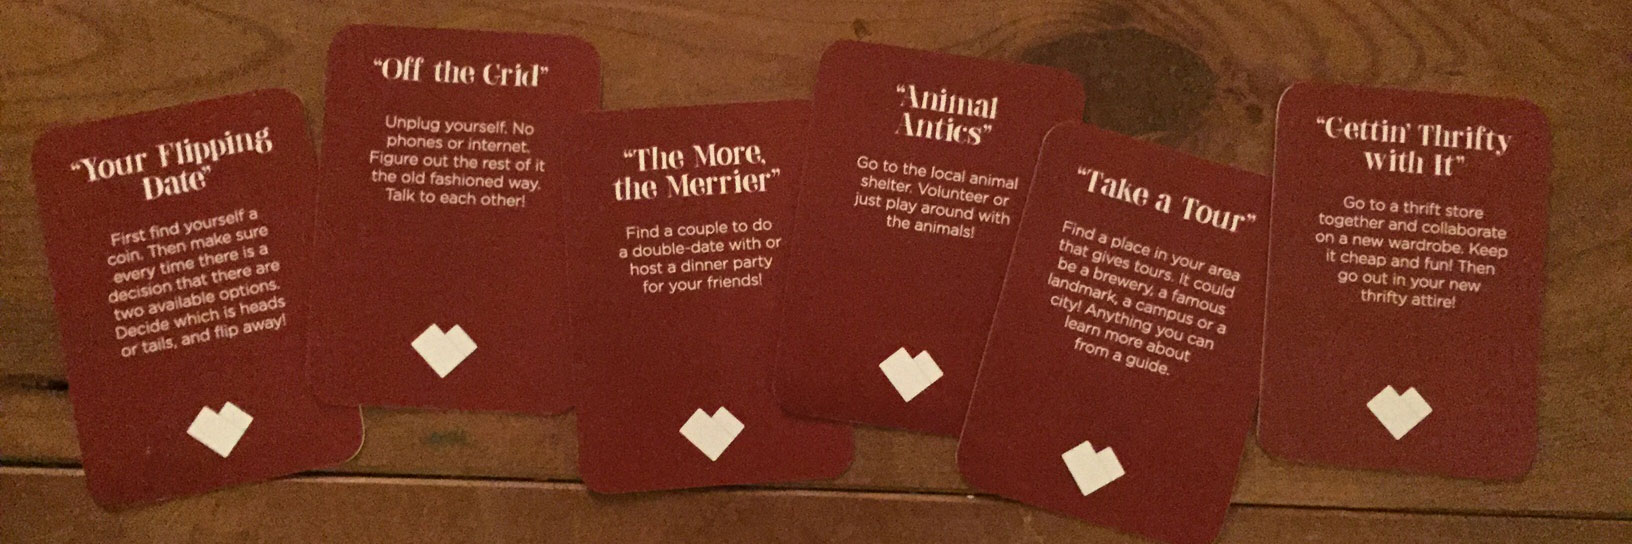 "Your Flipping
Date"
First find yourself a
coin. Then make sure
every time there is a
decision that there are
two available options.
Decide which is heads
or tails, and flip away!
"Off the Grid"
Unplug yourself. No
phones or internet.
Figure out the rest of it
the old fashioned way.
Talk to each other!
"The More,
the Merrier"
Find a couple to do
a double-date with or
host a dinner party
for your friends!
"Animal
Antics"
Go to the local animal
shelter. Volunteer or
just play around with
the animals!
"Take a Tour"
Find a place in your area
that gives tours. It could
be a brewery, a famous
landmark, a campus or a
city! Anything you can
learn more about
from a guide.
"Gettin' Thrifty
with It"
Go to a thrift store
together and collaborate
on a new wardrobe. Keep
it cheap and fun! Then
go out in your new
thrifty attire!